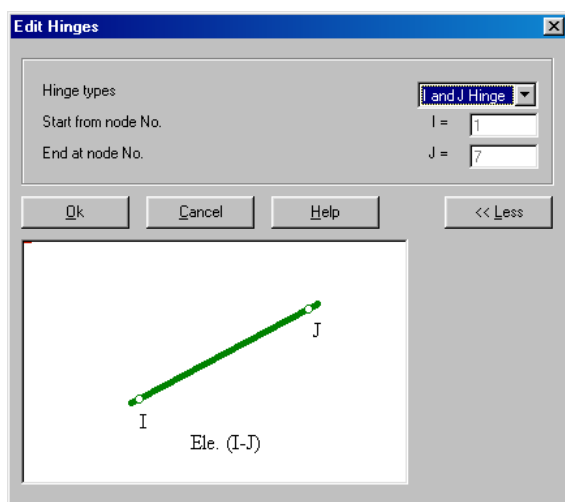 Edit Hinges
Hinge types
and J Hinge
Start from node No. I = 1
End at node No. J = 7
Ok Cancel Help << Less
J
I
Ele. (I-J)